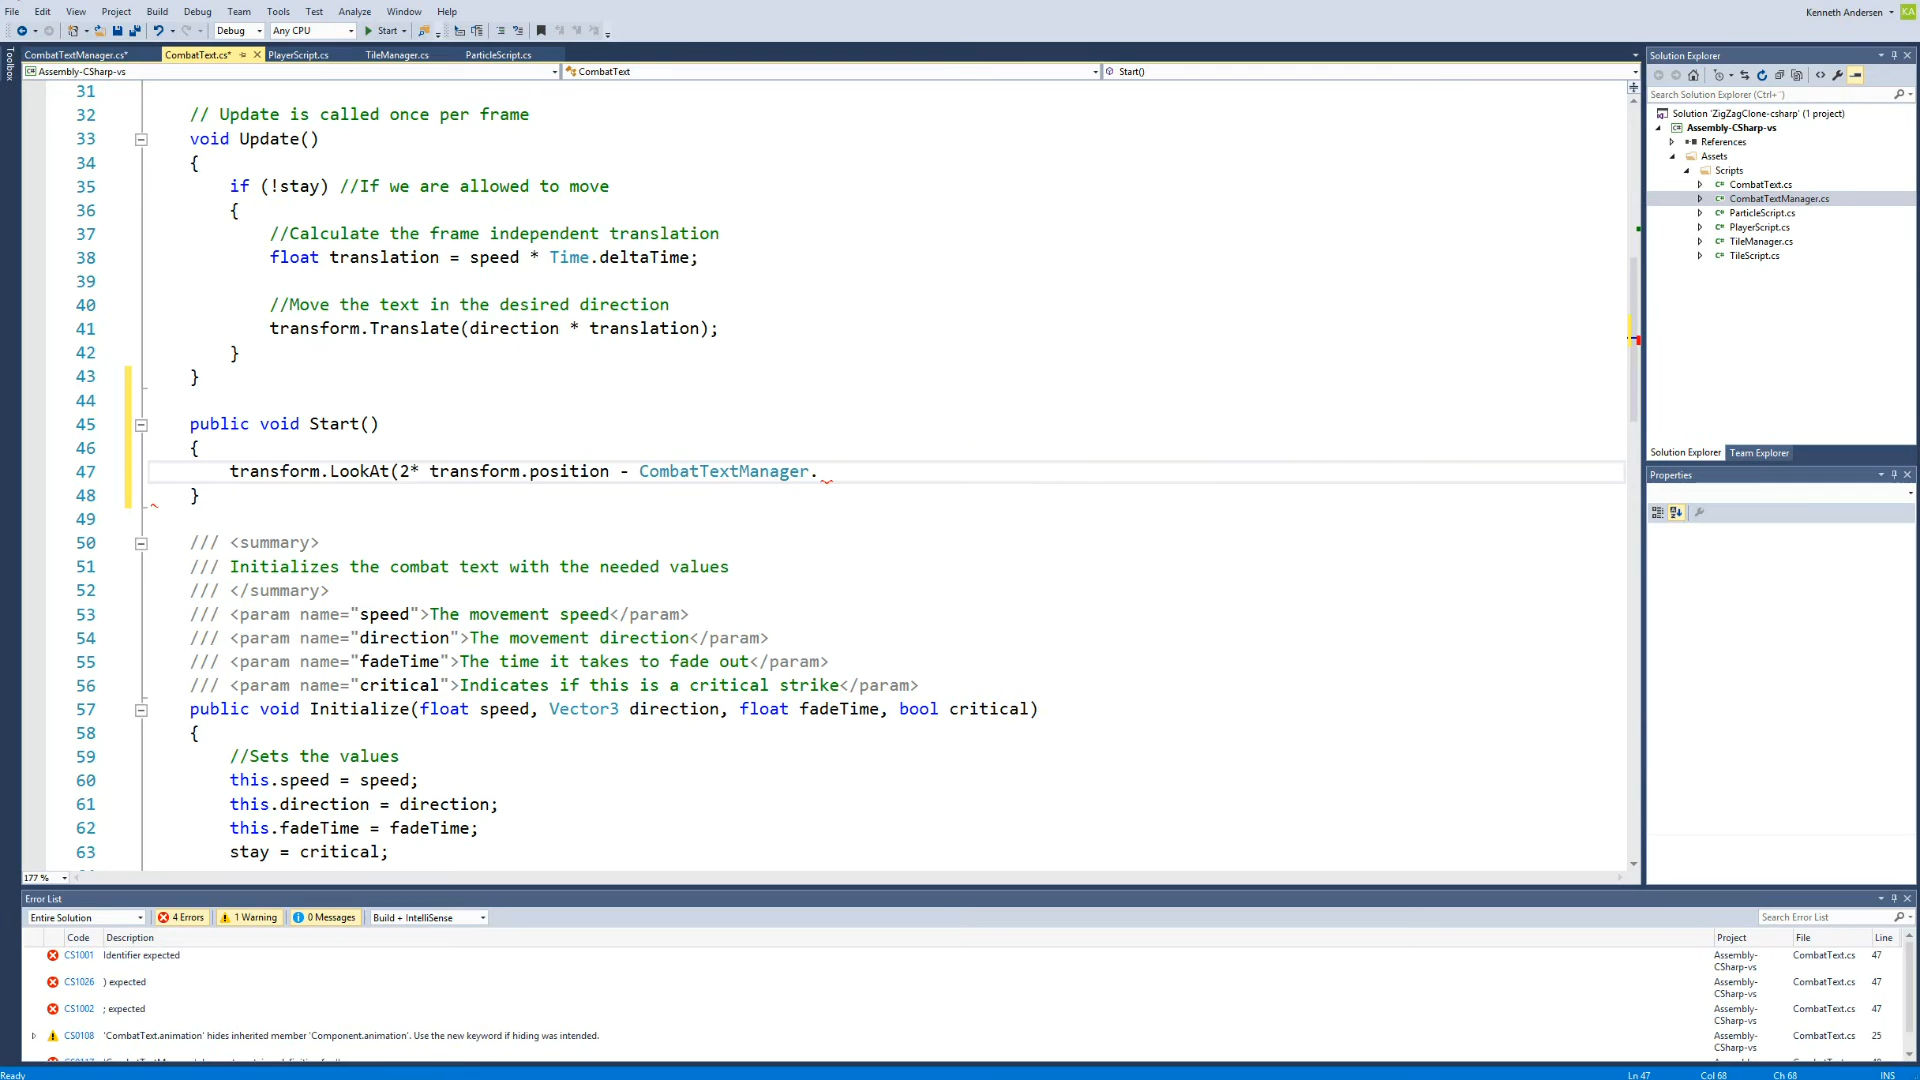 File Edit View Project Build Debug Team Tools Test Analyze Window Help
Kenneth Andersen KA
Debug Any CPU Start
Toolbox
CombatTextManager.cs* CombatText.cs* PlayerScript.cs TileManager.cs ParticleScript.cs
Assembly-CSharp-vs CombatText Start()
31
32 // Update is called once per frame
33 void Update()
34 {
35 if (!stay) //If we are allowed to move
36 {
37 //Calculate the frame independent translation
38 float translation = speed * Time.deltaTime;
39
40 //Move the text in the desired direction
41 transform.Translate(direction * translation);
42 }
43 }
44
45 public void Start()
46 {
47 transform.LookAt(2* transform.position - CombatTextManager.
48 }
49
50 /// <summary>
51 /// Initializes the combat text with the needed values
52 /// </summary>
53 /// <param name="speed">The movement speed</param>
54 /// <param name="direction">The movement direction</param>
55 /// <param name="fadeTime">The time it takes to fade out</param>
56 /// <param name="critical">Indicates if this is a critical strike</param>
57 public void Initialize(float speed, Vector3 direction, float fadeTime, bool critical)
58 {
59 //Sets the values
60 this.speed = speed;
61 this.direction = direction;
62 this.fadeTime = fadeTime;
63 stay = critical;
177 %
Solution Explorer
Search Solution Explorer (Ctrl+¨)
Solution 'ZigZagClone-csharp' (1 project)
Assembly-CSharp-vs
References
Assets
Scripts
CombatText.cs
CombatTextManager.cs
ParticleScript.cs
PlayerScript.cs
TileManager.cs
TileScript.cs
Solution Explorer Team Explorer
Properties
Error List
Entire Solution 4 Errors 1 Warning 0 Messages Build + IntelliSense Search Error List
Code Description Project File Line
CS1001 Identifier expected Assembly-CSharp-vs CombatText.cs 47
CS1026 ) expected Assembly-CSharp-vs CombatText.cs 47
CS1002 ; expected Assembly-CSharp-vs CombatText.cs 47
CS0108 'CombatText.animation' hides inherited member 'Component.animation'. Use the new keyword if hiding was intended. Assembly-CSharp-vs CombatText.cs 25
Ready Ln 47 Col 68 Ch 68 INS